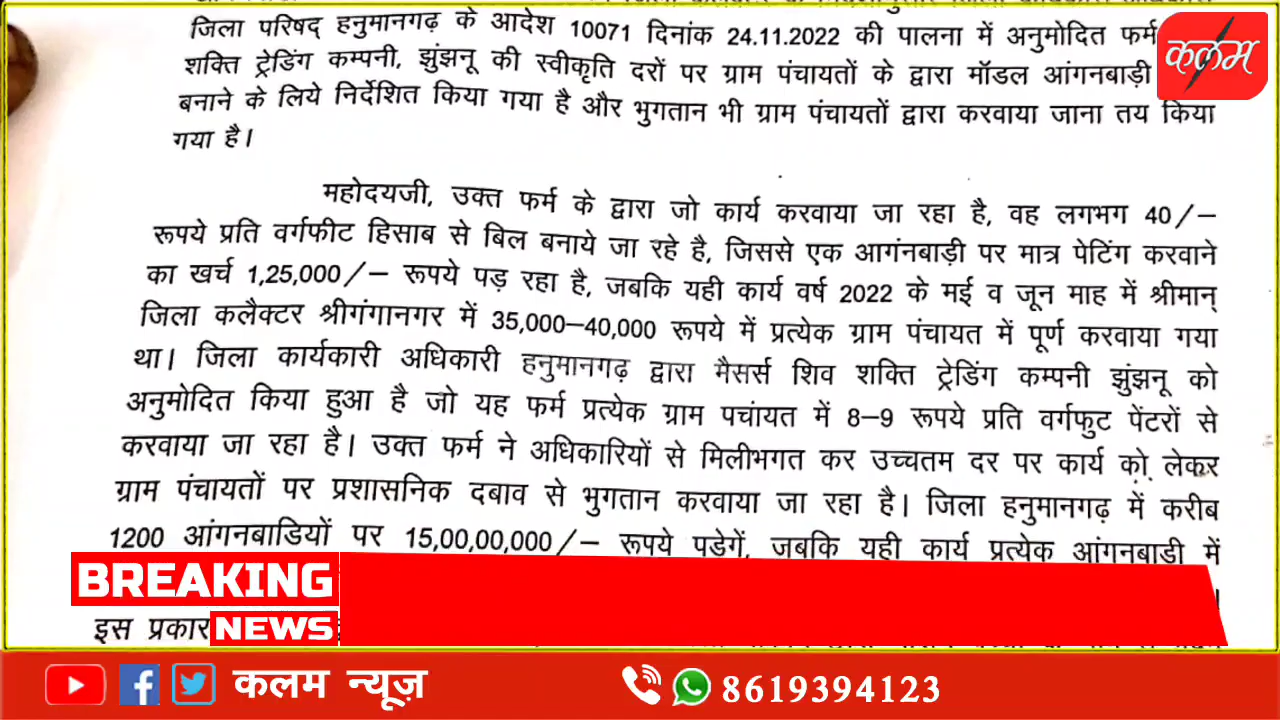 जिला परिषद् हनुमानगढ़ के आदेश 10071 दिनांक 24.11.2022 की पालना में अनुमोदित फर्म
कलम
शक्ति ट्रेडिंग कम्पनी, झुंझनू की स्वीकृति दरों पर ग्राम पंचायतों के द्वारा मॉडल आंगनबाड़ी
बनाने के लिये निर्देशित किया गया है और भुगतान भी ग्राम पंचायतों द्वारा करवाया जाना तय किया
गया है।
महोदयजी, उक्त फर्म के द्वारा जो कार्य करवाया जा रहा है, वह लगभग 40/-
रूपये प्रति वर्गफीट हिसाब से बिल बनाये जा रहे है, जिससे एक आगंनबाड़ी पर मात्र पेटिंग करवाने
का खर्च 1,25,000/- रूपये पड़ रहा है, जबकि यही कार्य वर्ष 2022 के मई व जून माह में श्रीमान्
जिला कलैक्टर श्रीगंगानगर में 35,000-40,000 रूपये में प्रत्येक ग्राम पंचायत में पूर्ण करवाया गया
था। जिला कार्यकारी अधिकारी हनुमानगढ़ द्वारा मैसर्स शिव शक्ति ट्रेडिंग कम्पनी झुंझनू को
अनुमोदित किया हुआ है जो यह फर्म प्रत्येक ग्राम पचांयत में 8-9 रूपये प्रति वर्गफुट पेंटरों से
करवाया जा रहा है। उक्त फर्म ने अधिकारियों से मिलीभगत कर उच्चतम दर पर कार्य को लेकर
ग्राम पंचायतों पर प्रशासनिक दबाव से भुगतान करवाया जा रहा है। जिला हनुमानगढ़ में करीब
1200 आंगनबाडियों पर 15,00,00,000/- रूपये पडेगें, जबकि यही कार्य प्रत्येक आंगनबाडी में
BREAKING
इस प्रकार
NEWS
कलम न्यूज़
8619394123